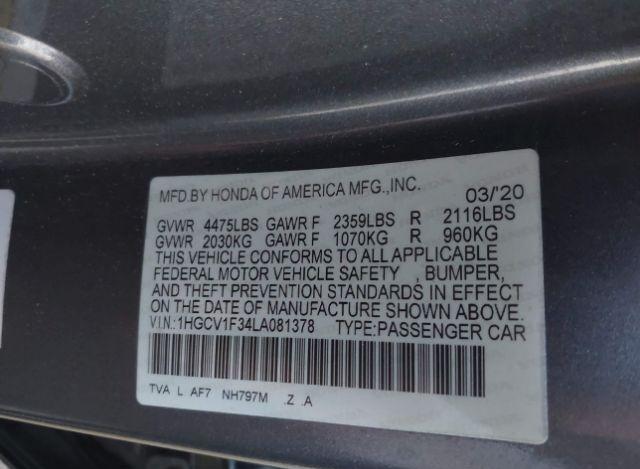 MFD.BY HONDA OF AMERICA MFG.,INC. 03/'20
GVWR 4475LBS GAWR F 2359LBS R 2116LBS
GVWR 2030KG GAWR F 1070KG R 960KG
THIS VEHICLE CONFORMS TO ALL APPLICABLE
FEDERAL MOTOR VEHICLE SAFETY , BUMPER,
AND THEFT PREVENTION STANDARDS IN EFFECT
ON THE DATE OF MANUFACTURE SHOWN ABOVE.
V.I.N.:1HGCV1F34LA081378 TYPE:PASSENGER CAR
TVA L AF7 NH797M .Z .A